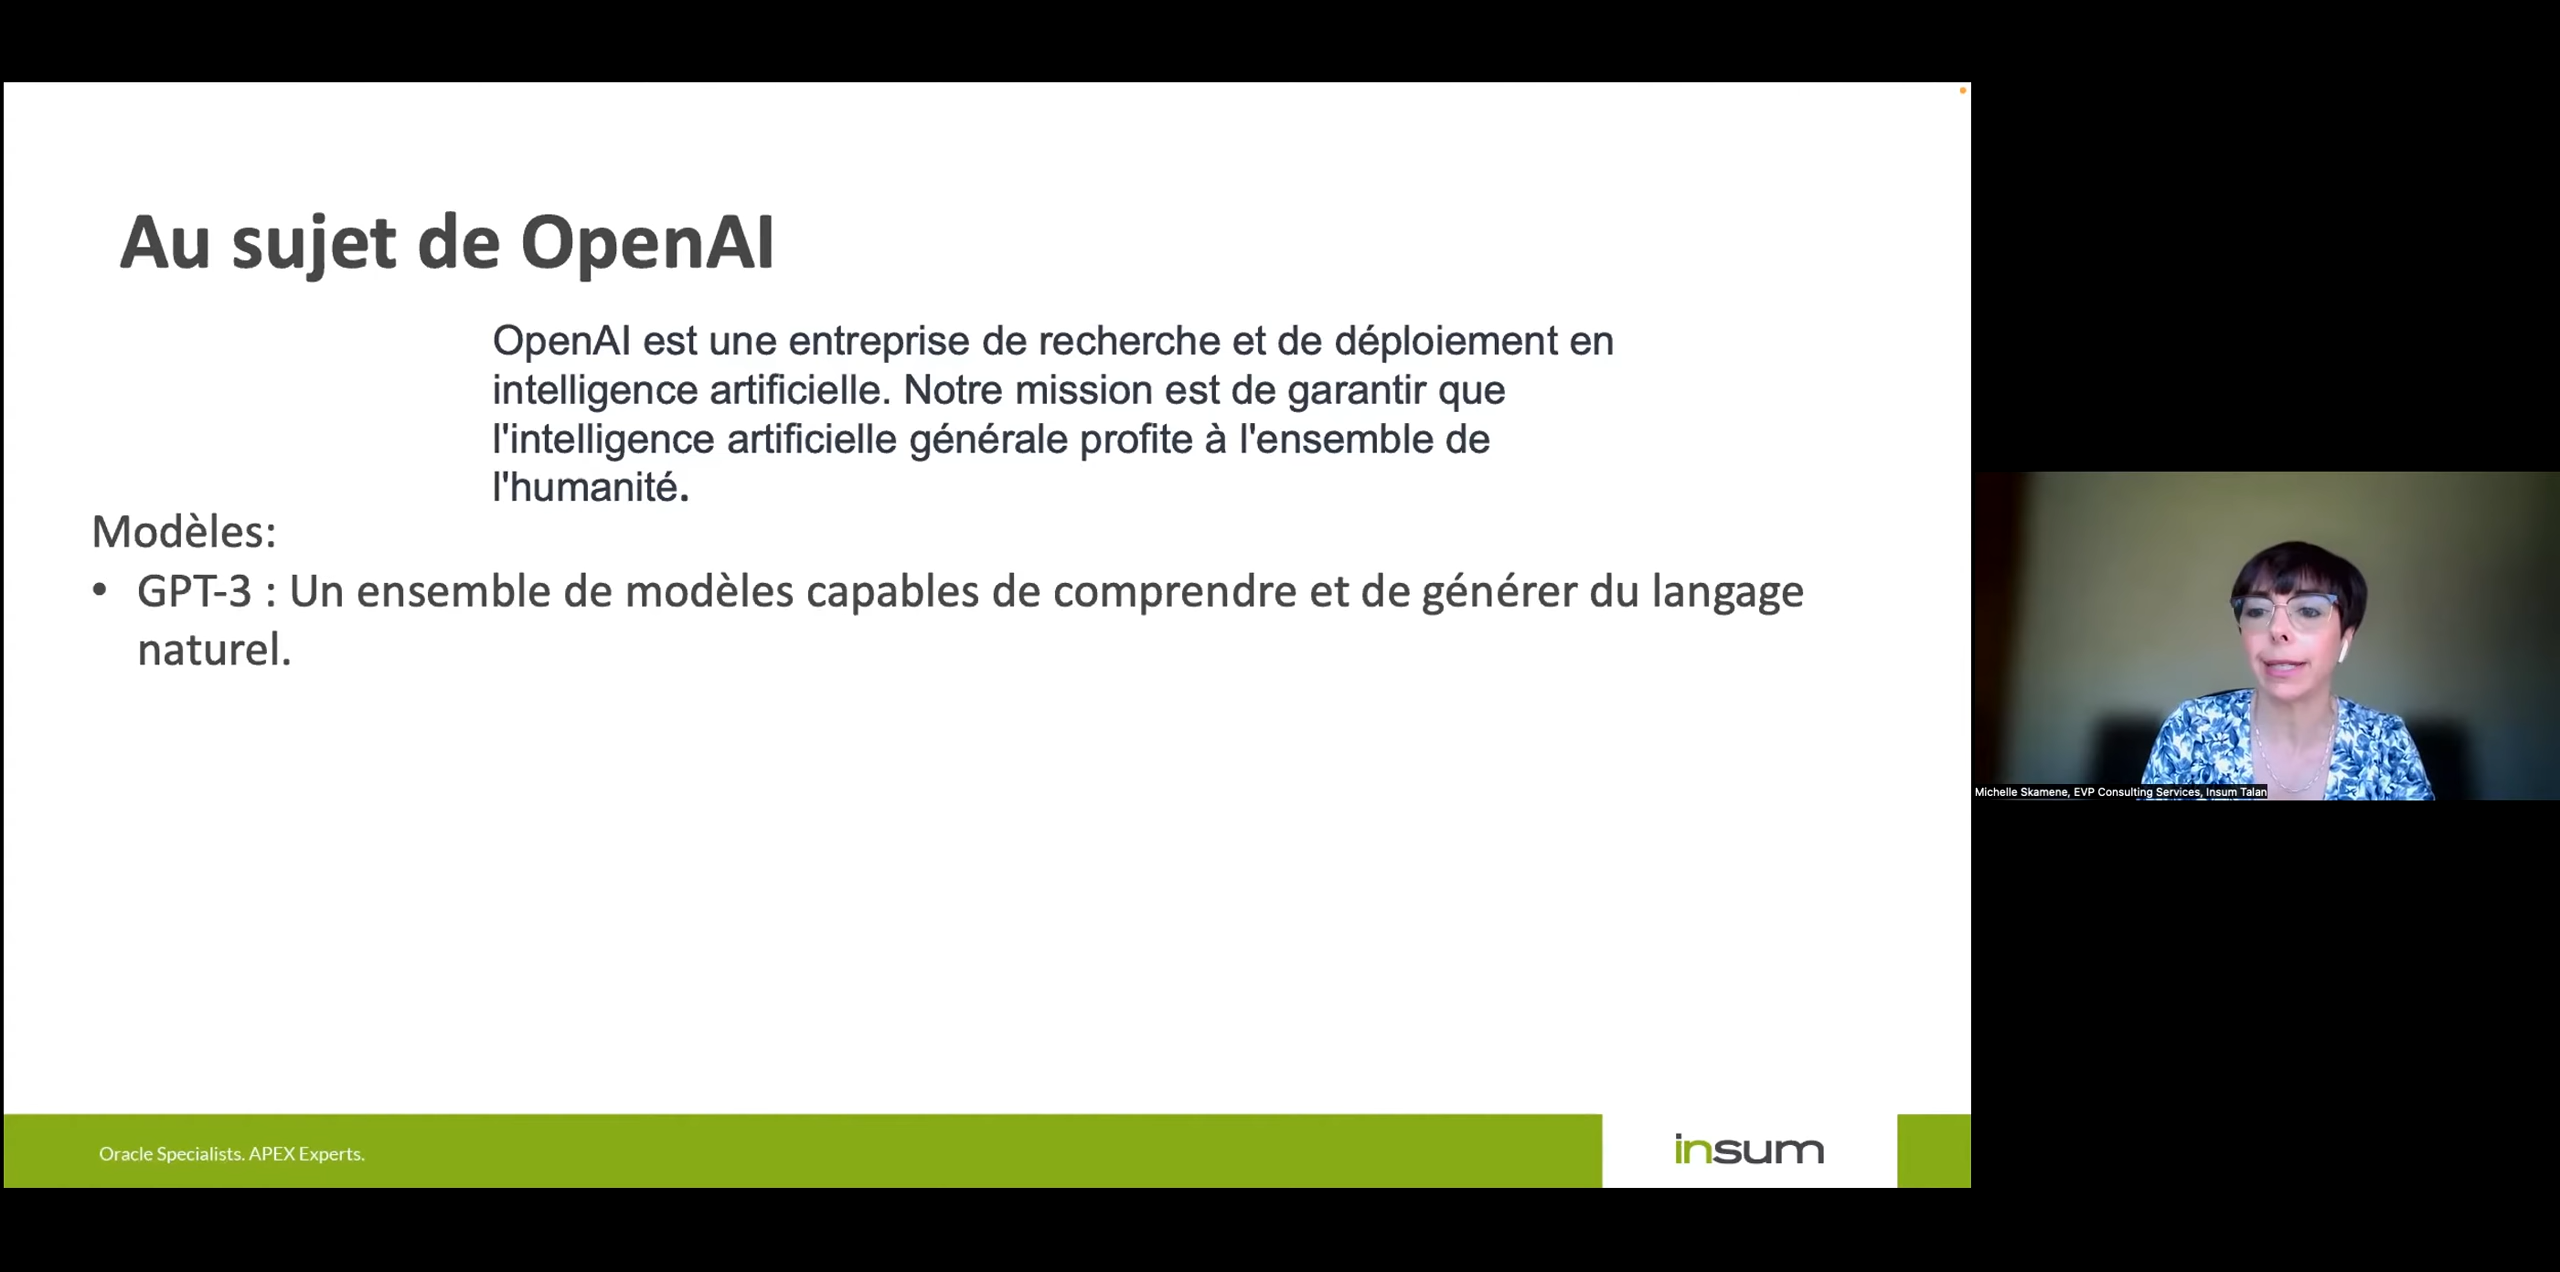 Au sujet de OpenAI
OpenAI est une entreprise de recherche et de déploiement en
intelligence artificielle. Notre mission est de garantir que
l'intelligence artificielle générale profite à l'ensemble de
l'humanité.
Modèles:
• GPT-3 : Un ensemble de modèles capables de comprendre et de générer du langage
naturel.
Michelle Skamene, EVP Consulting Services, Insum Talan
Oracle Specialists. APEX Experts.
insum